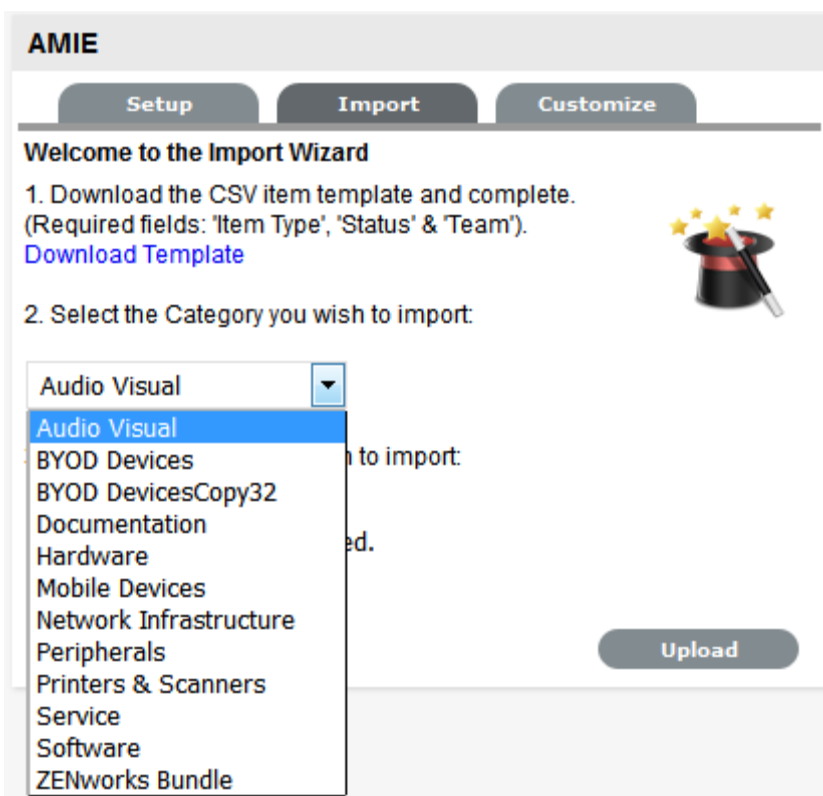 AMIE
Setup Import Customize
Welcome to the Import Wizard
1. Download the CSV item template and complete.
(Required fields: 'Item Type', 'Status' & 'Team').
Download Template
2. Select the Category you wish to import:
Audio Visual
Audio Visual
BYOD Devices
to import:
BYOD DevicesCopy32
Documentation
Hardware
Mobile Devices
Network Infrastructure
Peripherals
Upload
Printers & Scanners
Service
Software
ZENworks Bundle